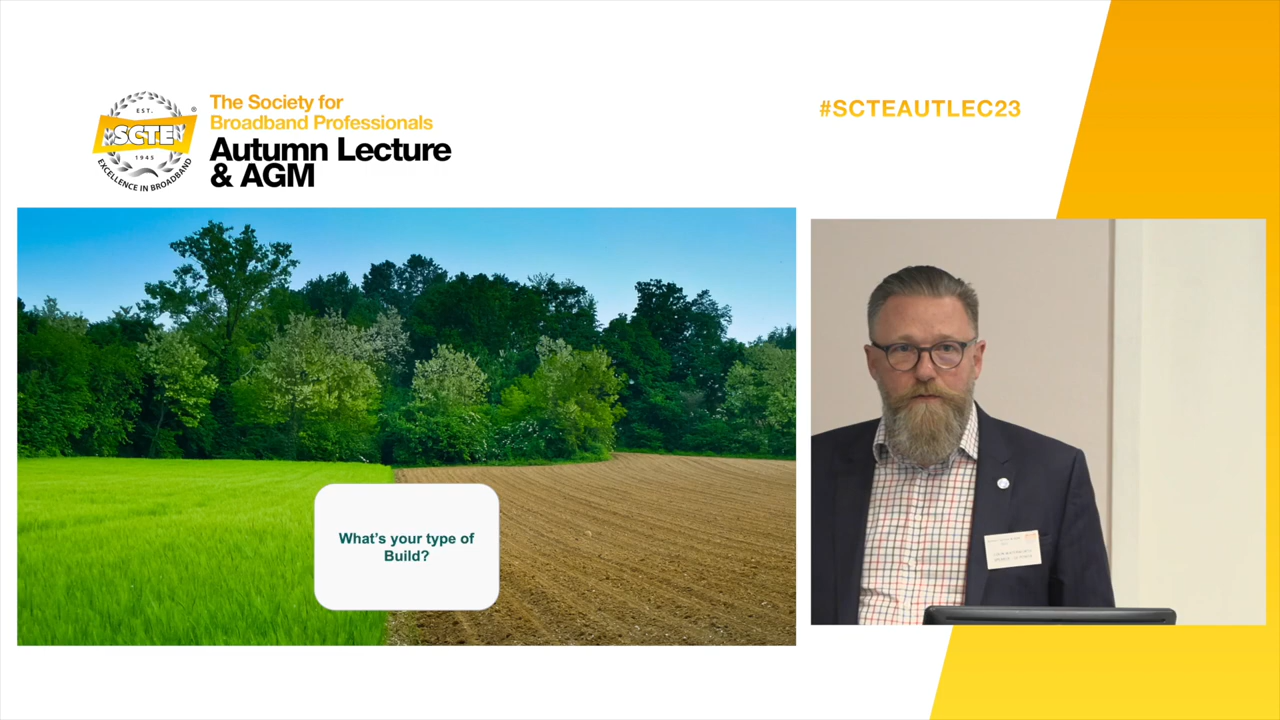 EST.
SCTE
®
1945
EXCELLENCE IN BROADBAND
The Society for
Broadband Professionals
Autumn Lecture
& AGM
#SCTEAUTLEC23
What's your type of
Build?